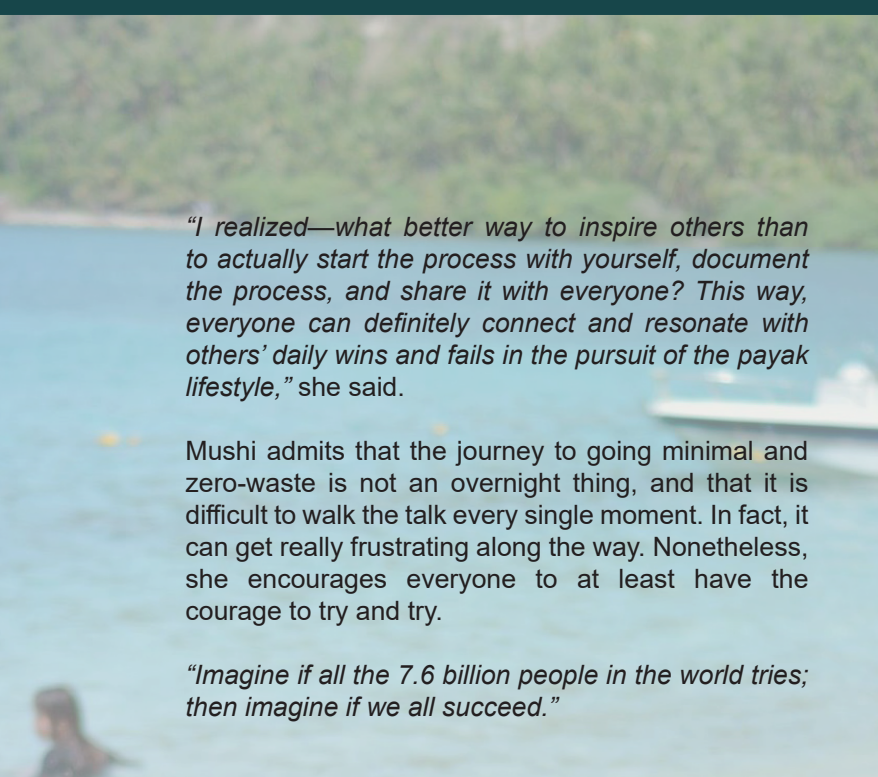 “I realized—what better way to inspire others than
to actually start the process with yourself, document
the process, and share it with everyone? This way,
everyone can definitely connect and resonate with
others’ daily wins and fails in the pursuit of the payak
lifestyle,” she said.
Mushi admits that the journey to going minimal and
zero-waste is not an overnight thing, and that it is
difficult to walk the talk every single moment. In fact, it
can get really frustrating along the way. Nonetheless,
she encourages everyone to at least have the
courage to try and try.
“Imagine if all the 7.6 billion people in the world tries;
then imagine if we all succeed.”